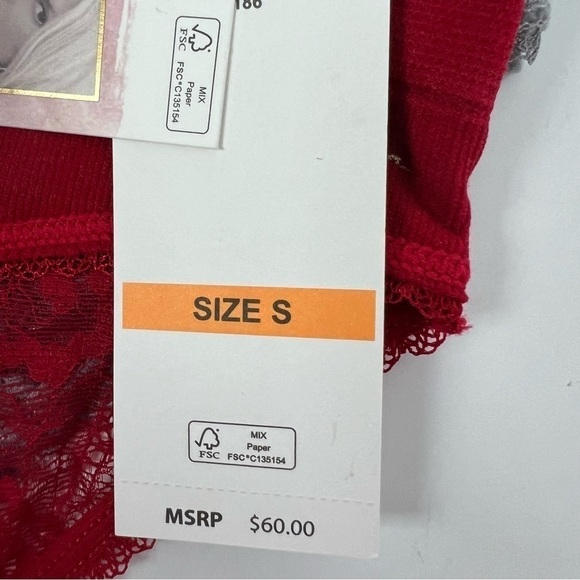 186
FSC
MIX
Paper
FSC®C135154
SIZE S
FSC
MIX
Paper
FSC®C135154
MSRP $60.00